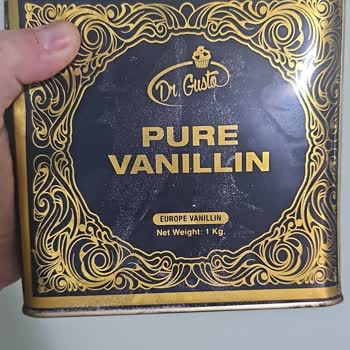 Dr. Gusto
PURE
VANILLIN
EUROPE VANILLIN
Net Weight: 1 Kg.